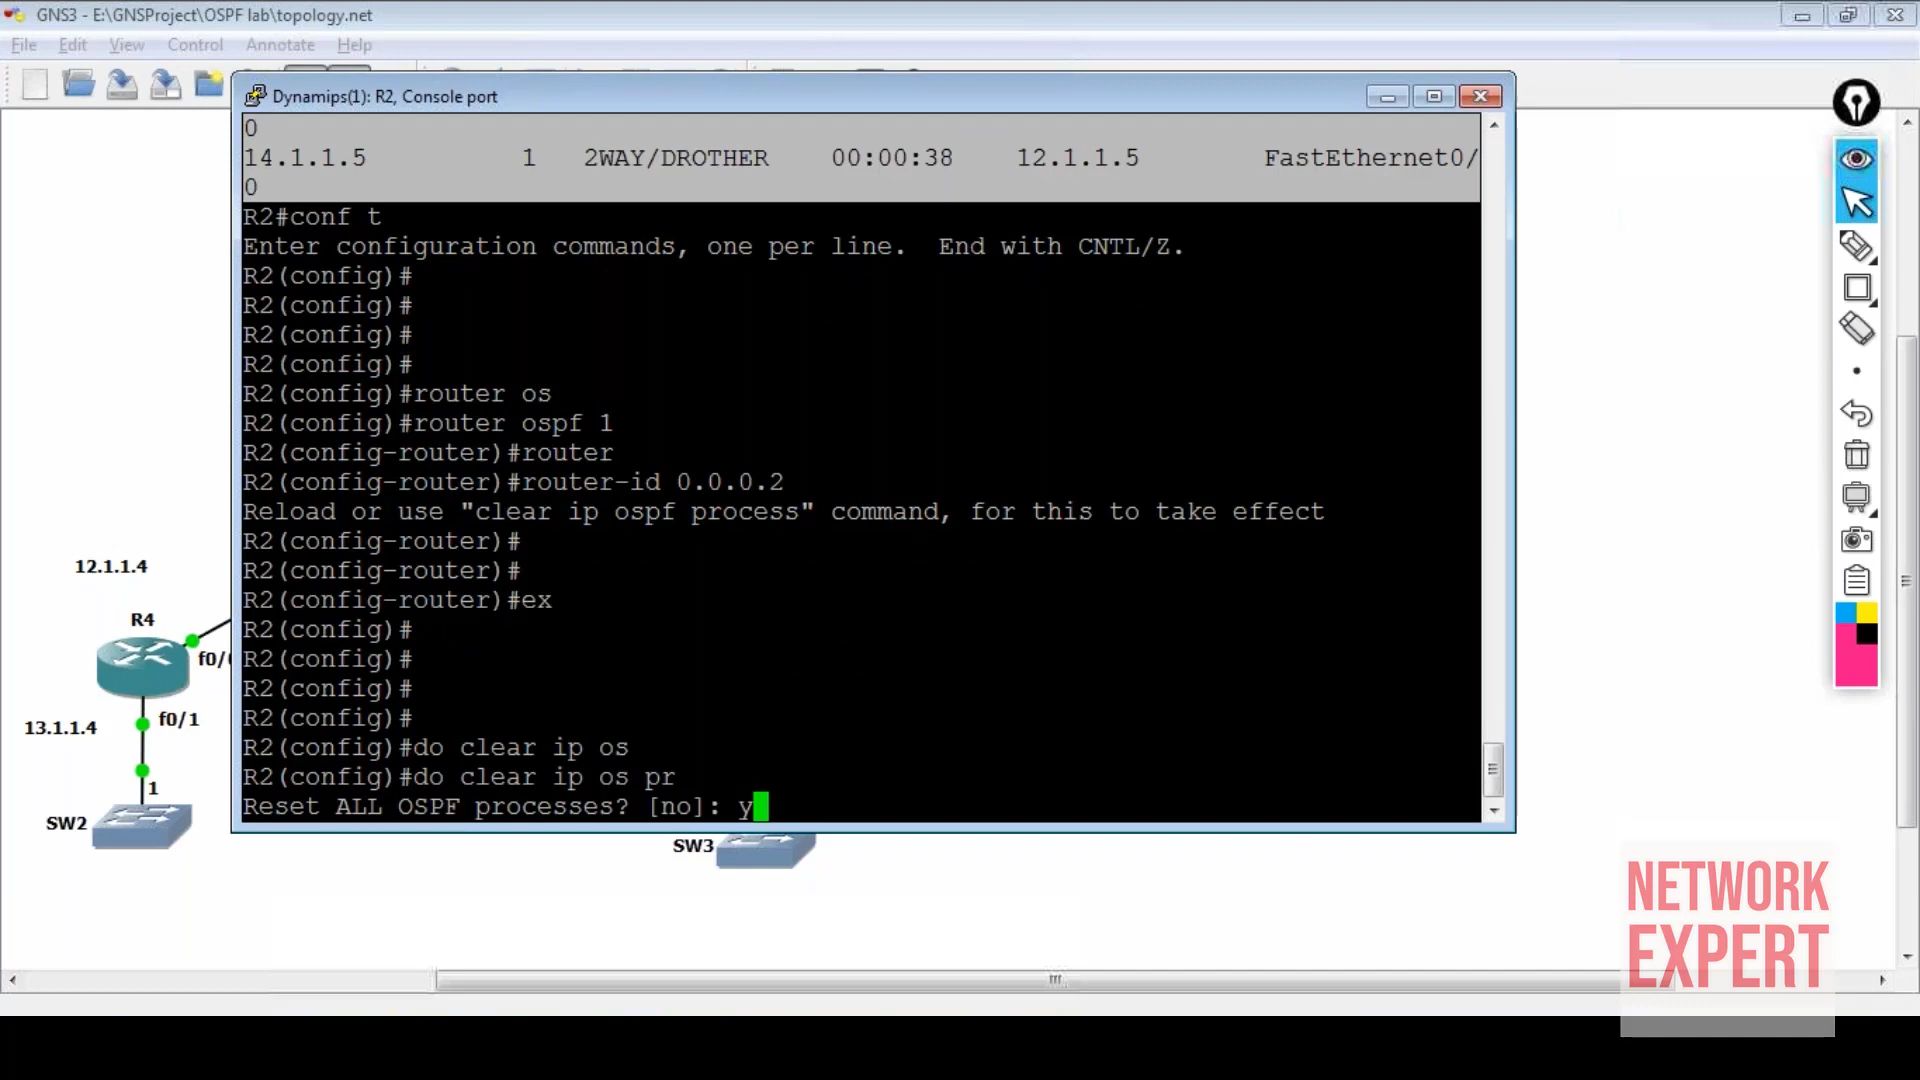 GNS3 - E:\GNSProject\OSPF lab\topology.net
File Edit View Control Annotate Help
Dynamips(1): R2, Console port
0
14.1.1.5 1 2WAY/DROTHER 00:00:38 12.1.1.5 FastEthernet0/
0
R2#conf t
Enter configuration commands, one per line. End with CNTL/Z.
R2(config)#
R2(config)#
R2(config)#
R2(config)#
R2(config)#router os
R2(config)#router ospf 1
R2(config-router)#router
R2(config-router)#router-id 0.0.0.2
Reload or use "clear ip ospf process" command, for this to take effect
R2(config-router)#
R2(config-router)#
R2(config-router)#ex
R2(config)#
R2(config)#
R2(config)#
R2(config)#
R2(config)#do clear ip os
R2(config)#do clear ip os pr
Reset ALL OSPF processes? [no]: y
12.1.1.4
R4
f0/
13.1.1.4
f0/1
1
SW2
SW3
NETWORK
EXPERT